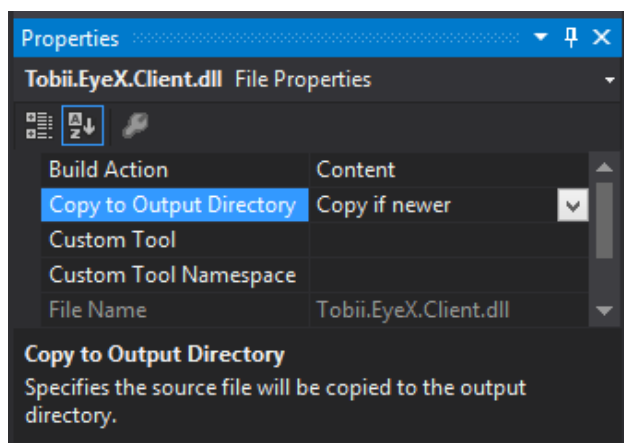 Properties
Tobii.EyeX.Client.dll File Properties
A
Z
Build Action Content
Copy to Output Directory Copy if newer
Custom Tool
Custom Tool Namespace
File Name Tobii.EyeX.Client.dll
Copy to Output Directory
Specifies the source file will be copied to the output
directory.